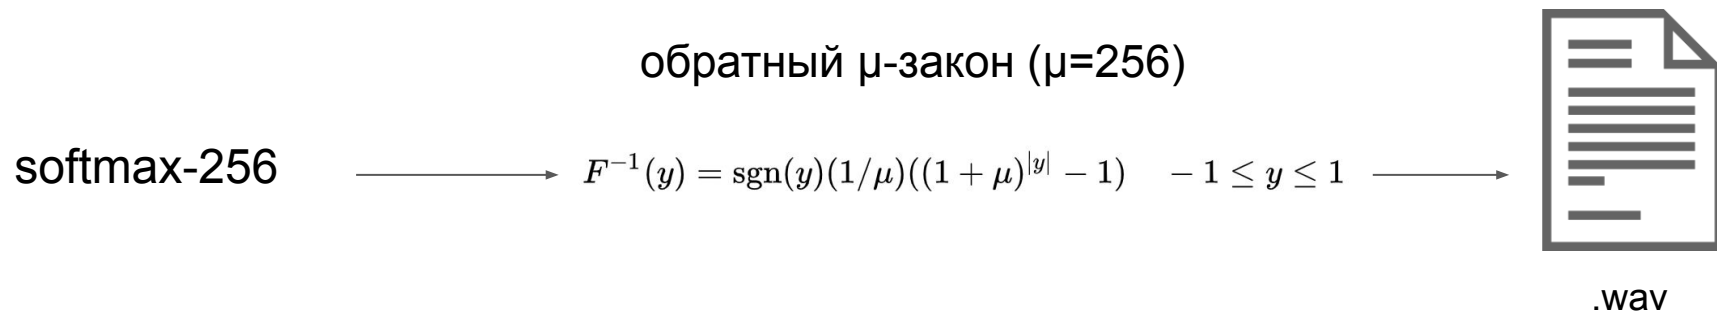 обратный μ-закон (μ=256)
softmax-256
F⁻¹(y) = sgn(y)(1/μ)((1 + μ)^|y| − 1) − 1 ≤ y ≤ 1
.wav